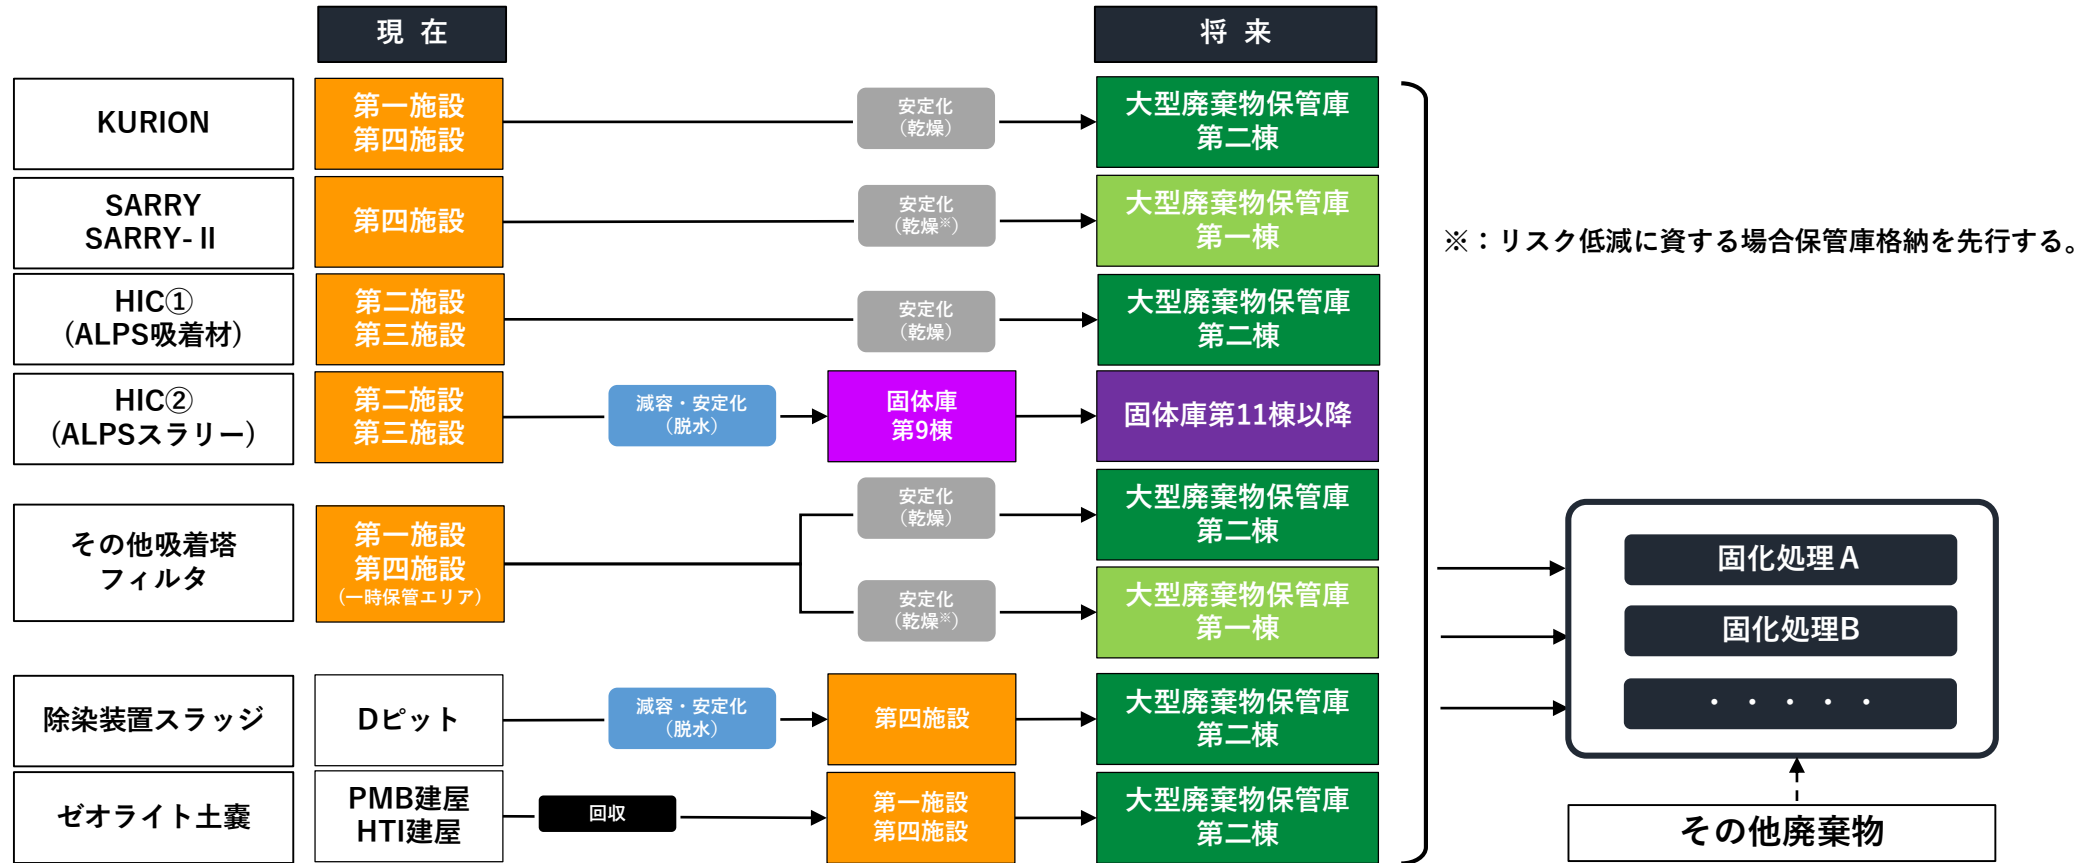 現 在
将 来
KURION
第一施設
第四施設
安定化
(乾燥)
大型廃棄物保管庫
第二棟
SARRY
SARRY-Ⅱ
第四施設
安定化
(乾燥※)
大型廃棄物保管庫
第一棟
※：リスク低減に資する場合保管庫格納を先行する。
HIC①
(ALPS吸着材)
第二施設
第三施設
安定化
(乾燥)
大型廃棄物保管庫
第二棟
HIC②
(ALPSスラリー)
第二施設
第三施設
減容・安定化
(脱水)
固体庫
第9棟
固体庫第11棟以降
その他吸着塔
フィルタ
第一施設
第四施設
(一時保管エリア)
安定化
(乾燥)
大型廃棄物保管庫
第二棟
安定化
(乾燥※)
大型廃棄物保管庫
第一棟
除染装置スラッジ
Dピット
減容・安定化
(脱水)
第四施設
大型廃棄物保管庫
第二棟
ゼオライト土嚢
PMB建屋
HTI建屋
回収
第一施設
第四施設
大型廃棄物保管庫
第二棟
固化処理A
固化処理B
・・・・・
その他廃棄物